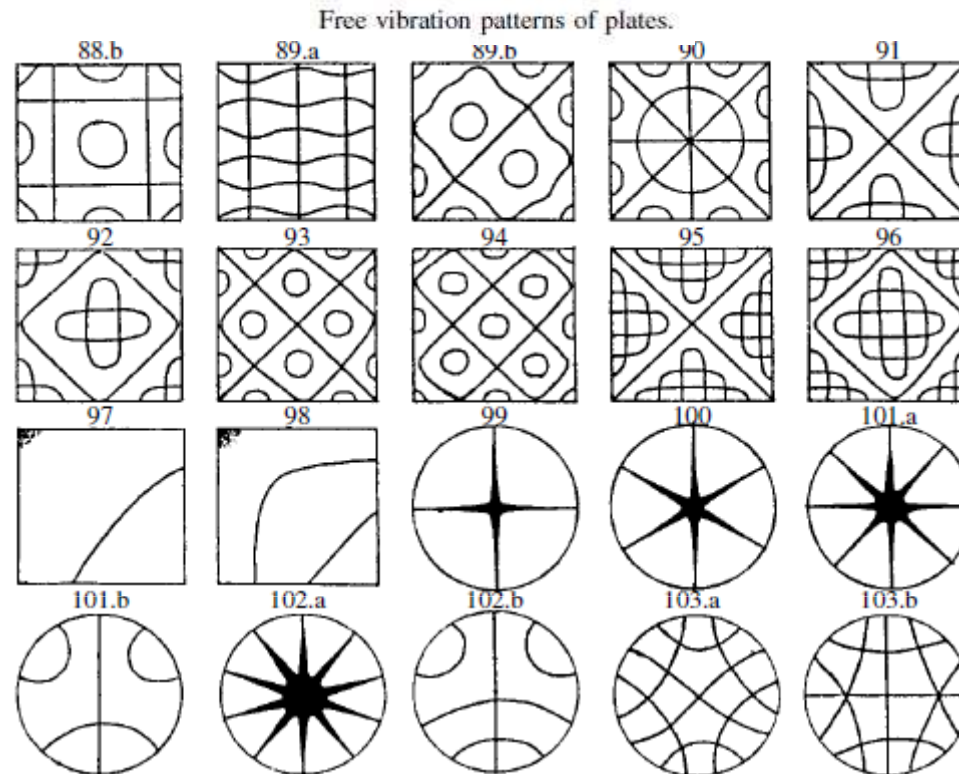 Free vibration patterns of plates.
88.b 89.a 89.b 90 91
92 93 94 95 96
97 98 99 100 101.a
101.b 102.a 102.b 103.a 103.b